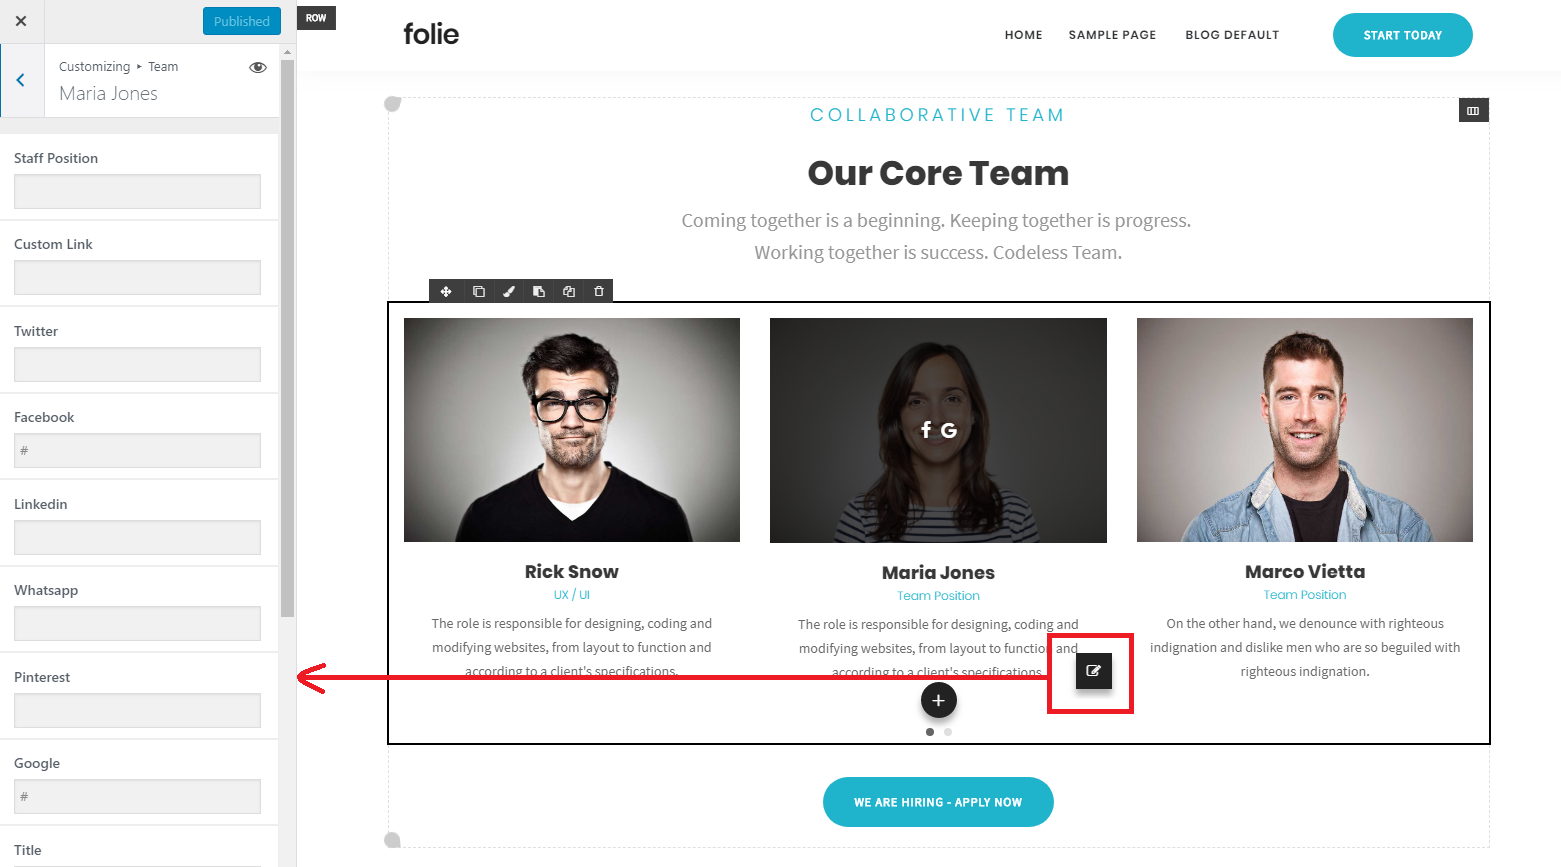 Published
Customizing ▸ Team
Maria Jones
Staff Position
Custom Link
Twitter
Facebook
#
Linkedin
Whatsapp
Pinterest
Google
#
Title
ROW
folie
HOME SAMPLE PAGE BLOG DEFAULT START TODAY
COLLABORATIVE TEAM
Our Core Team
Coming together is a beginning. Keeping together is progress.
Working together is success. Codeless Team.
Rick Snow
UX / UI
The role is responsible for designing, coding and
modifying websites, from layout to function and
according to a client's specifications.
f G
Maria Jones
Team Position
The role is responsible for designing, coding and
modifying websites, from layout to function and
according to a client's specifications.
Marco Vietta
Team Position
On the other hand, we denounce with righteous
indignation and dislike men who are so beguiled with
righteous indignation.
WE ARE HIRING - APPLY NOW